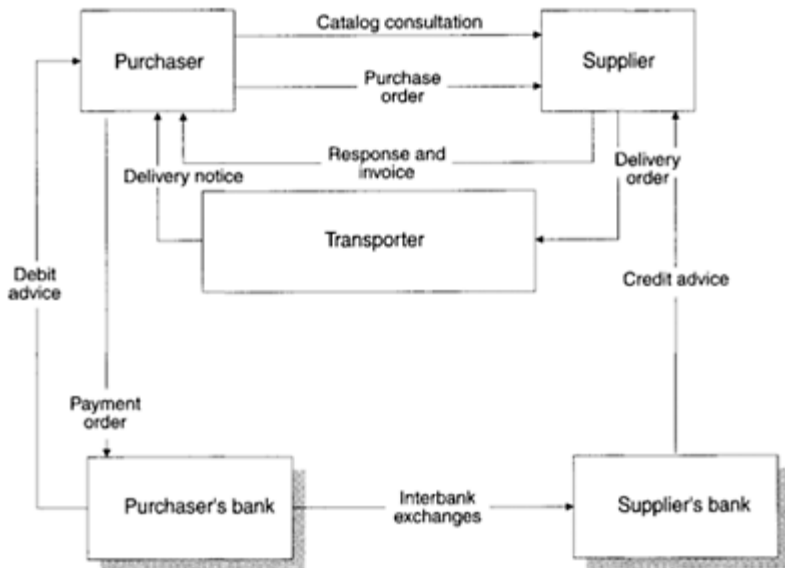 Catalog consultation
Purchaser
Supplier
Purchase
order
Response and
invoice
Delivery notice
Delivery
order
Transporter
Debit
advice
Credit advice
Payment
order
Purchaser's bank
Interbank
exchanges
Supplier's bank